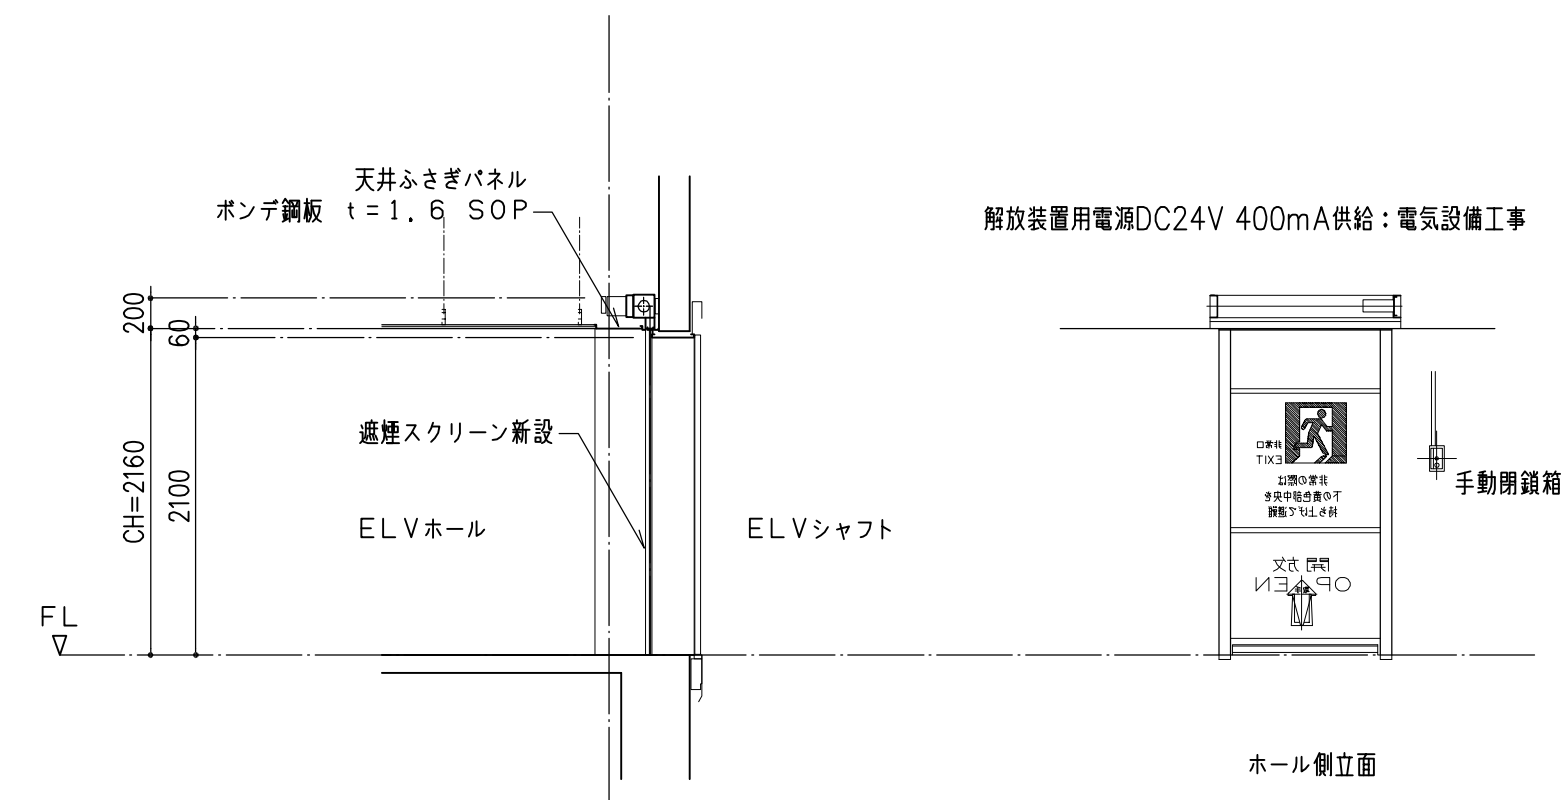 天井ふさぎパネル
ボンデ鋼板 t=1.6 SOP
解放装置用電源DC24V 400mA供給：電気設備工事
200
60
遮煙スクリーン新設
CH=2160
2100
ELVホール
ELVシャフト
非常口
EXIT
手動閉鎖箱
非常の際は
下の黄色部中央を
持ち上げて避難
開方
OPEN
FL
ホール側立面